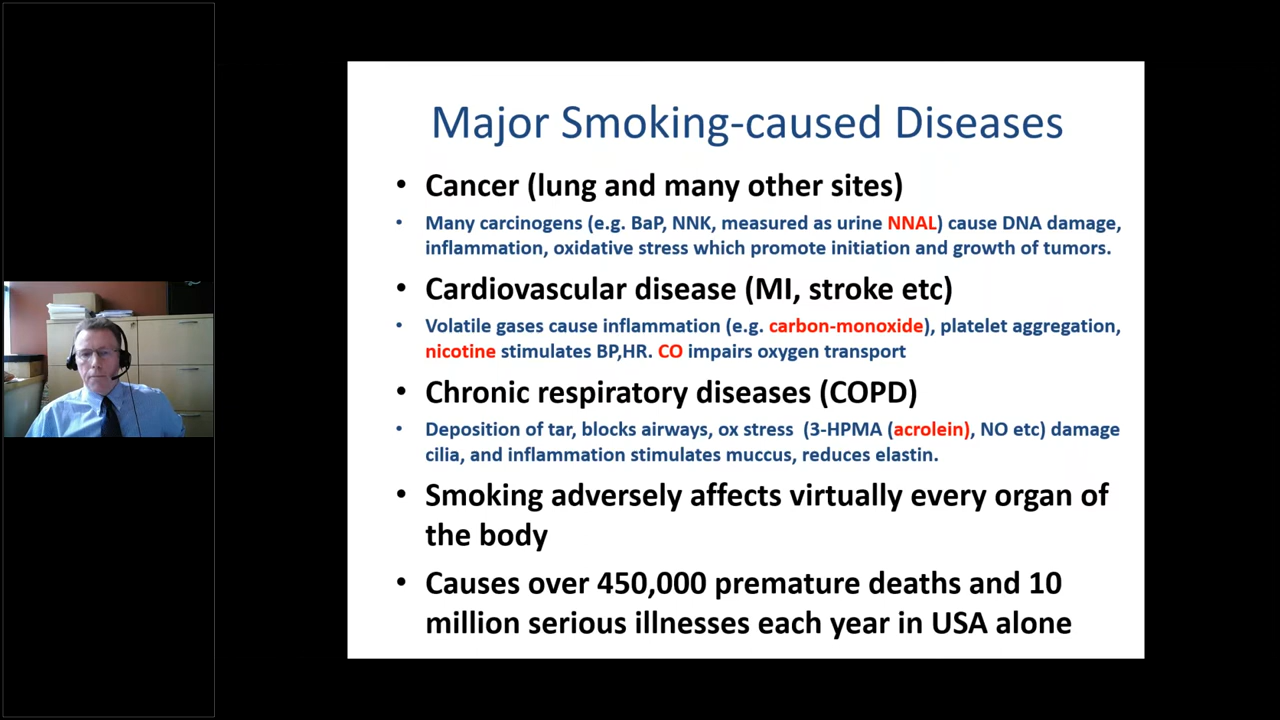 Major Smoking-caused Diseases
• Cancer (lung and many other sites)
• Many carcinogens (e.g. BaP, NNK, measured as urine NNAL) cause DNA damage,
inflammation, oxidative stress which promote initiation and growth of tumors.
• Cardiovascular disease (MI, stroke etc)
• Volatile gases cause inflammation (e.g. carbon-monoxide), platelet aggregation,
nicotine stimulates BP,HR. CO impairs oxygen transport
• Chronic respiratory diseases (COPD)
• Deposition of tar, blocks airways, ox stress (3-HPMA (acrolein), NO etc) damage
cilia, and inflammation stimulates muccus, reduces elastin.
• Smoking adversely affects virtually every organ of
the body
• Causes over 450,000 premature deaths and 10
million serious illnesses each year in USA alone